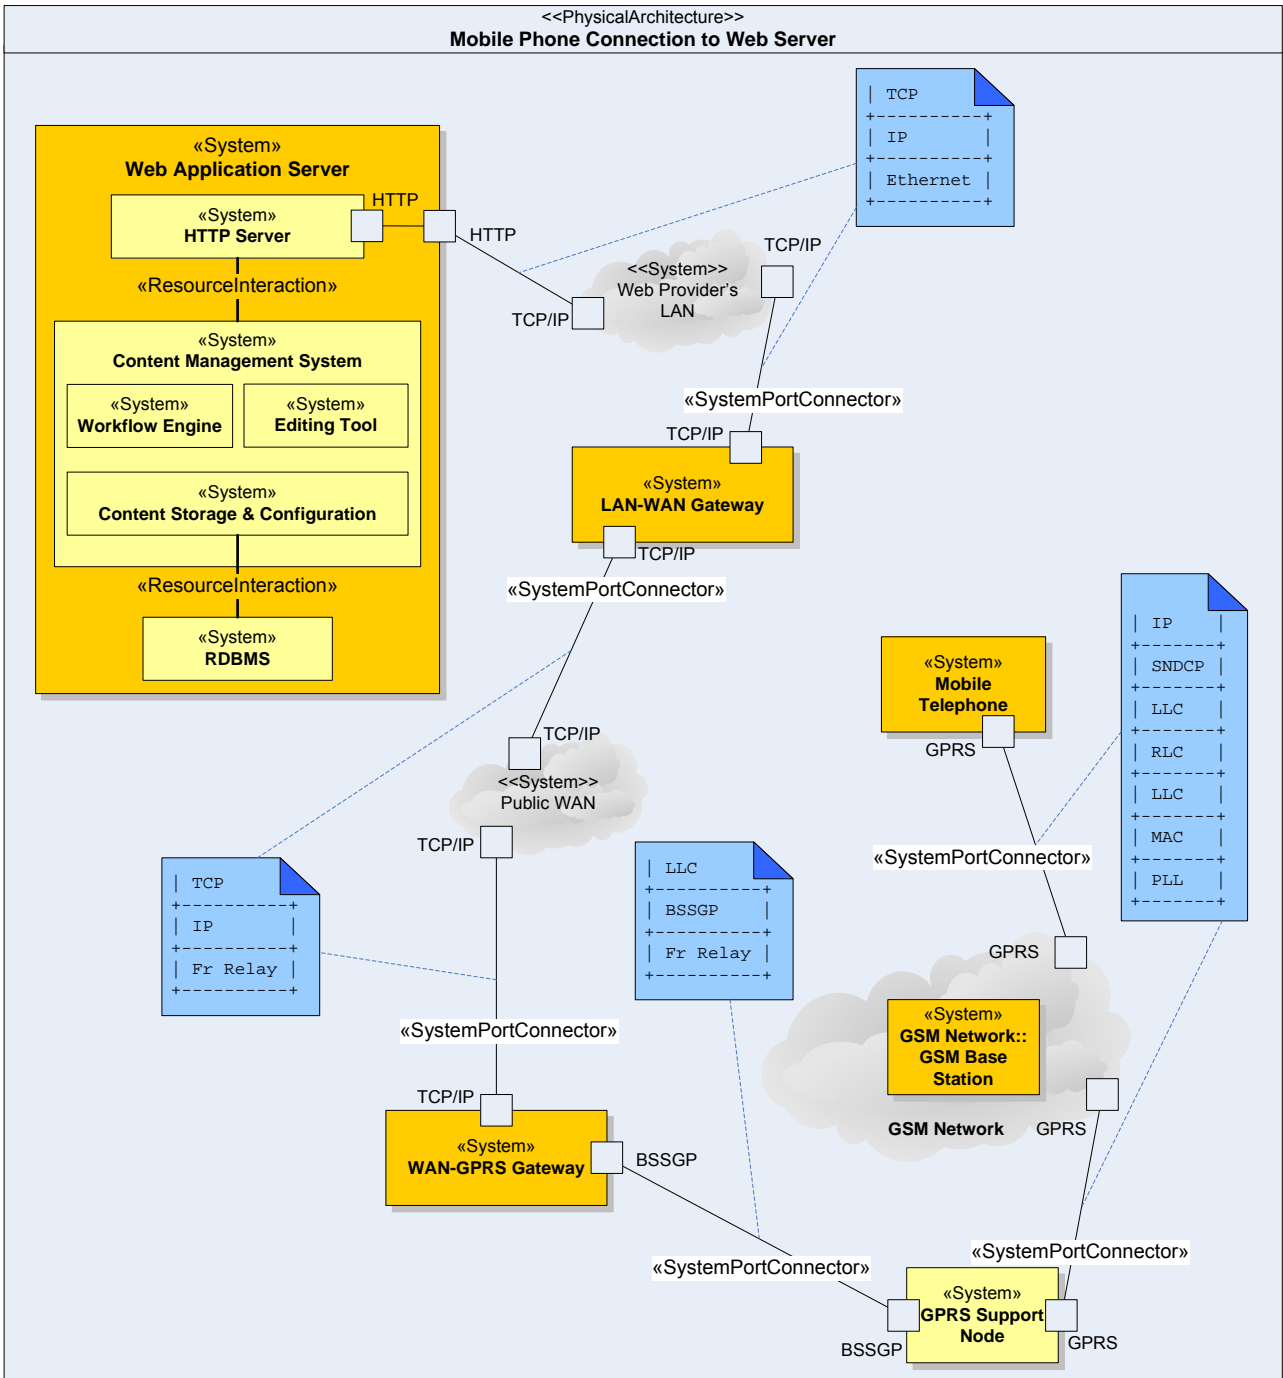 <<PhysicalArchitecture>>
Mobile Phone Connection to Web Server
«System»
Web Application Server
«System»
HTTP Server
HTTP
HTTP
«ResourceInteraction»
«System»
Content Management System
«System»
Workflow Engine
«System»
Editing Tool
«System»
Content Storage & Configuration
«ResourceInteraction»
«System»
RDBMS
| TCP
+----------+
| IP |
+----------+
| Ethernet |
+----------+
TCP/IP
<<System>>
Web Provider's
LAN
TCP/IP
«SystemPortConnector»
TCP/IP
«System»
LAN-WAN Gateway
TCP/IP
«SystemPortConnector»
TCP/IP
<<System>>
Public WAN
TCP/IP
| TCP
+----------+
| IP |
+----------+
| Fr Relay |
+----------+
«SystemPortConnector»
TCP/IP
«System»
WAN-GPRS Gateway
BSSGP
| LLC
+----------+
| BSSGP |
+----------+
| Fr Relay |
+----------+
«SystemPortConnector»
«System»
Mobile
Telephone
GPRS
| IP |
+-------+
| SNDCP |
+-------+
| LLC |
+-------+
| RLC |
+-------+
| LLC |
+-------+
| MAC |
+-------+
| PLL |
+-------+
«SystemPortConnector»
GPRS
«System»
GSM Network::
GSM Base
Station
GSM Network
GPRS
«SystemPortConnector»
«System»
GPRS Support
Node
BSSGP
GPRS